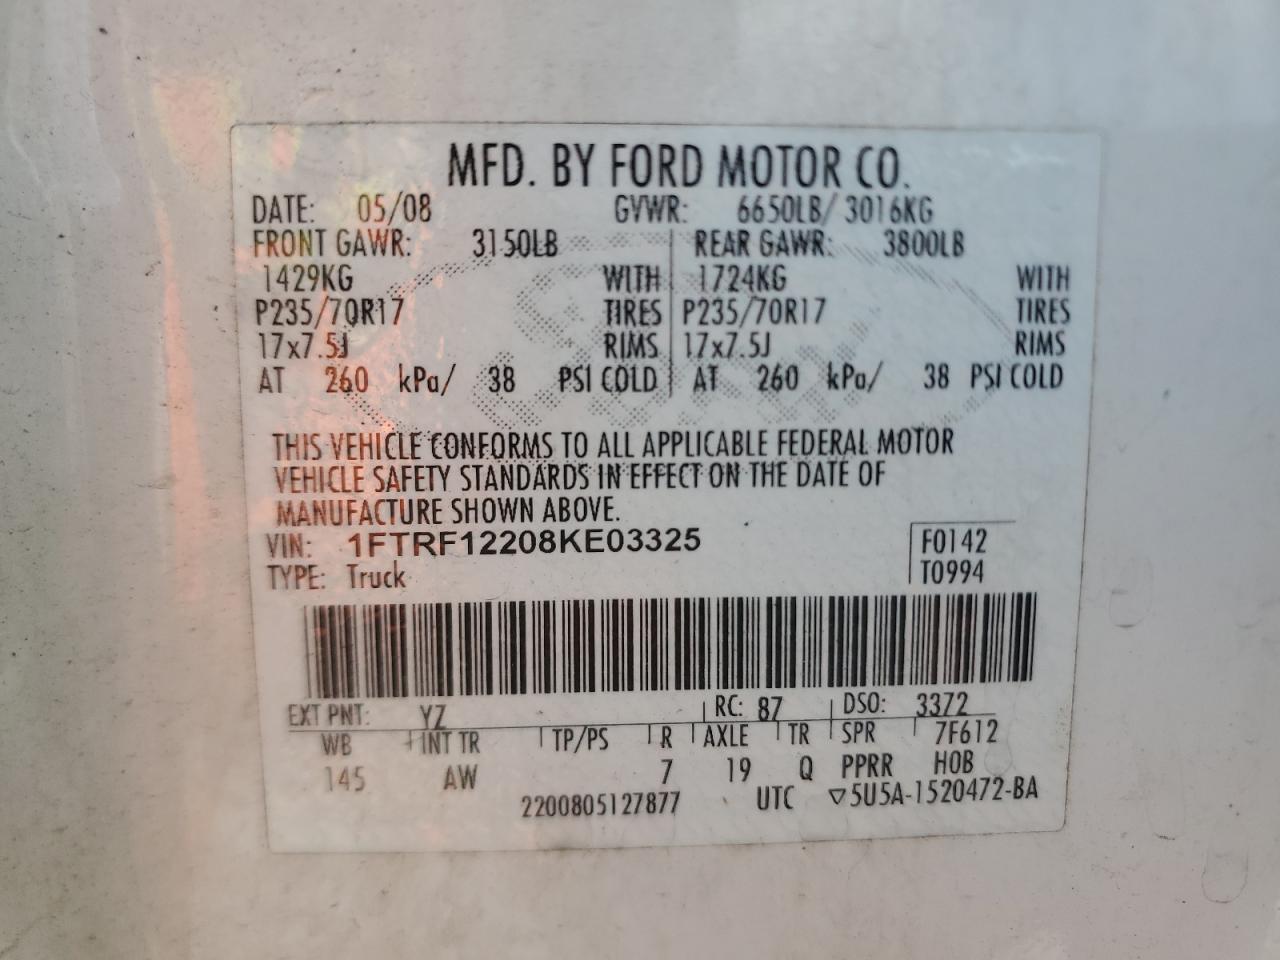 MFD. BY FORD MOTOR CO.
DATE: 05/08 GVWR: 6650LB/ 3016KG
FRONT GAWR: 3150LB REAR GAWR: 3800LB
1429KG WITH 1724KG WITH
P235/70R17 TIRES P235/70R17 TIRES
17x7.5J RIMS 17x7.5J RIMS
AT 260 kPa/ 38 PSI COLD AT 260 kPa/ 38 PSI COLD
THIS VEHICLE CONFORMS TO ALL APPLICABLE FEDERAL MOTOR
VEHICLE SAFETY STANDARDS IN EFFECT ON THE DATE OF
MANUFACTURE SHOWN ABOVE.
VIN: 1FTRF12208KE03325 F0142
TYPE: Truck T0994
EXT PNT: YZ RC: 87 DSO: 3372
WB INT TR TP/PS R AXLE TR SPR 7F612
145 AW 7 19 Q PPRR HOB
2200805127877 UTC ▽5U5A-1520472-BA